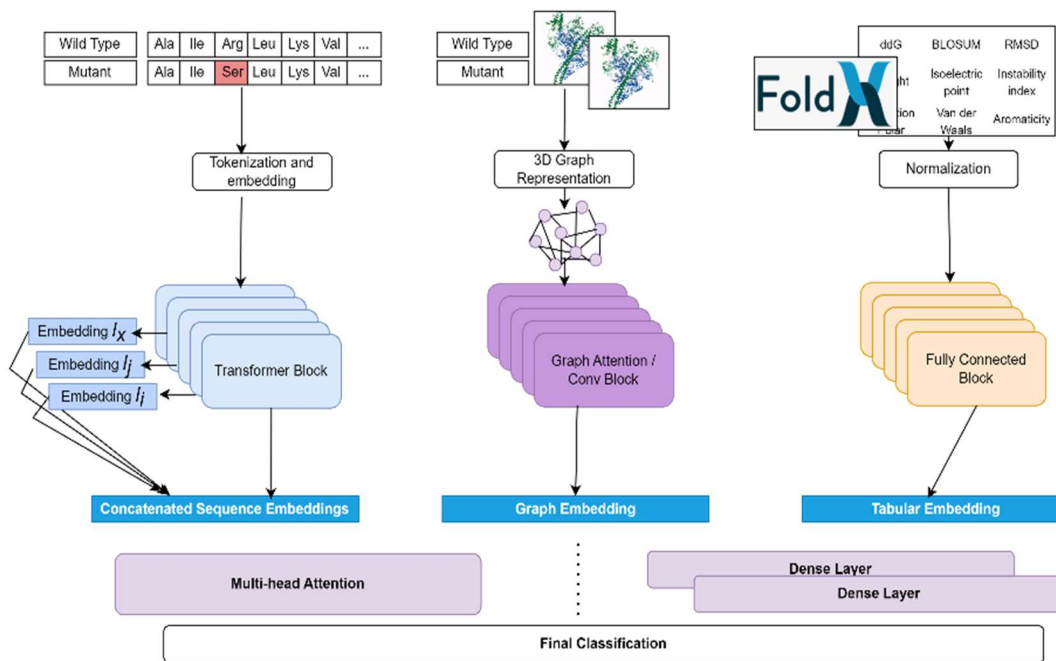 Wild Type
Ala Ile Arg Leu Lys Val ...
Mutant
Ala Ile Ser Leu Lys Val ...
Wild Type
Mutant
ddG BLOSUM RMSD
Isoelectric point
Instability index
Van der Waals
Aromaticity
FoldX
Tokenization and
embedding
3D Graph
Representation
Normalization
Embedding Ix
Embedding Ij
Embedding Ii
Transformer Block
Graph Attention /
Conv Block
Fully Connected
Block
Concatenated Sequence Embeddings
Graph Embedding
Tabular Embedding
Multi-head Attention
Dense Layer
Dense Layer
Final Classification